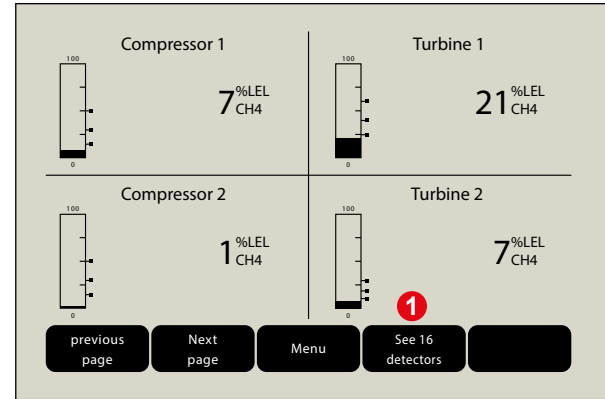 Compressor 1
100
7 %LEL
CH4
0
Turbine 1
100
21 %LEL
CH4
0
Compressor 2
100
1 %LEL
CH4
0
Turbine 2
100
7 %LEL
CH4
0
1
previous
page
Next
page
Menu
See 16
detectors